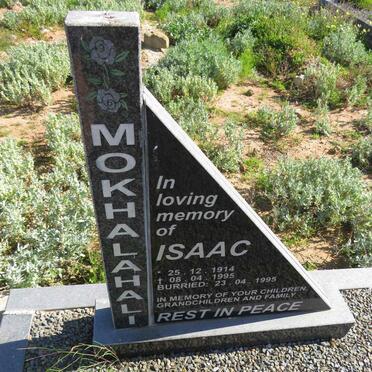 MOKHALAHALI
In
loving
memory
of
ISAAC
* 25 . 12 . 1914
† 08 . 04 . 1995
BURRIED: 23 . 04 . 1995
IN MEMORY OF YOUR CHILDREN,
GRANDCHILDREN AND FAMILY
REST IN PEACE